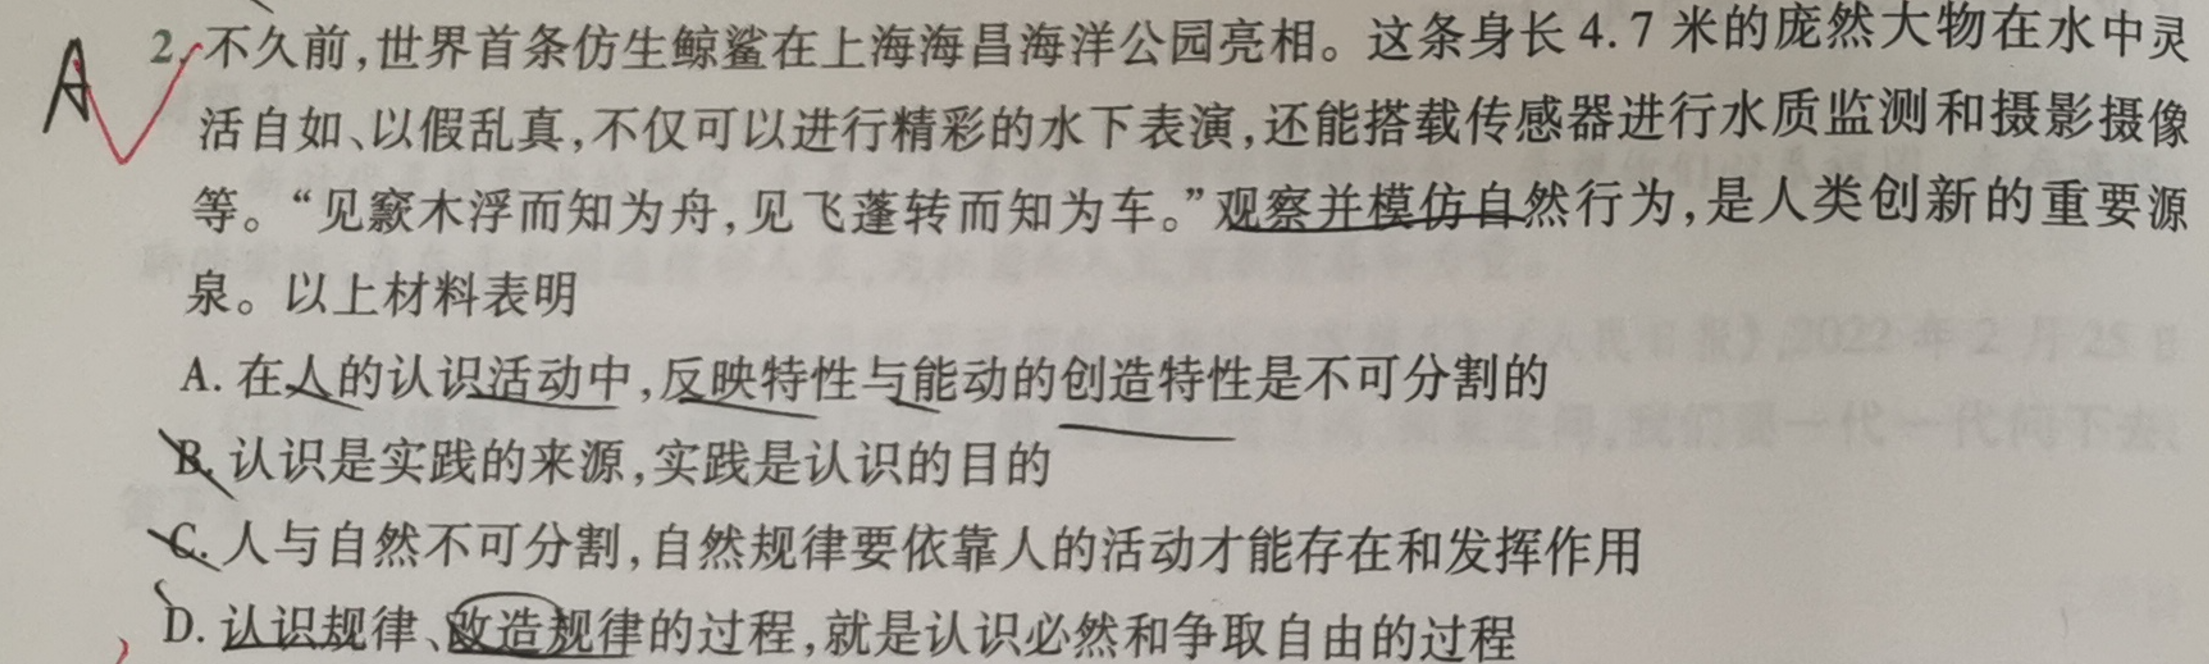 A
2. 不久前,世界首条仿生鲸鲨在上海海昌海洋公园亮相。这条身长4.7米的庞然大物在水中灵
活自如、以假乱真,不仅可以进行精彩的水下表演,还能搭载传感器进行水质监测和摄影摄像
等。“见窾木浮而知为舟,见飞蓬转而知为车。”观察并模仿自然行为,是人类创新的重要源
泉。以上材料表明
A. 在人的认识活动中,反映特性与能动的创造特性是不可分割的
B. 认识是实践的来源,实践是认识的目的
C. 人与自然不可分割,自然规律要依靠人的活动才能存在和发挥作用
D. 认识规律、改造规律的过程,就是认识必然和争取自由的过程